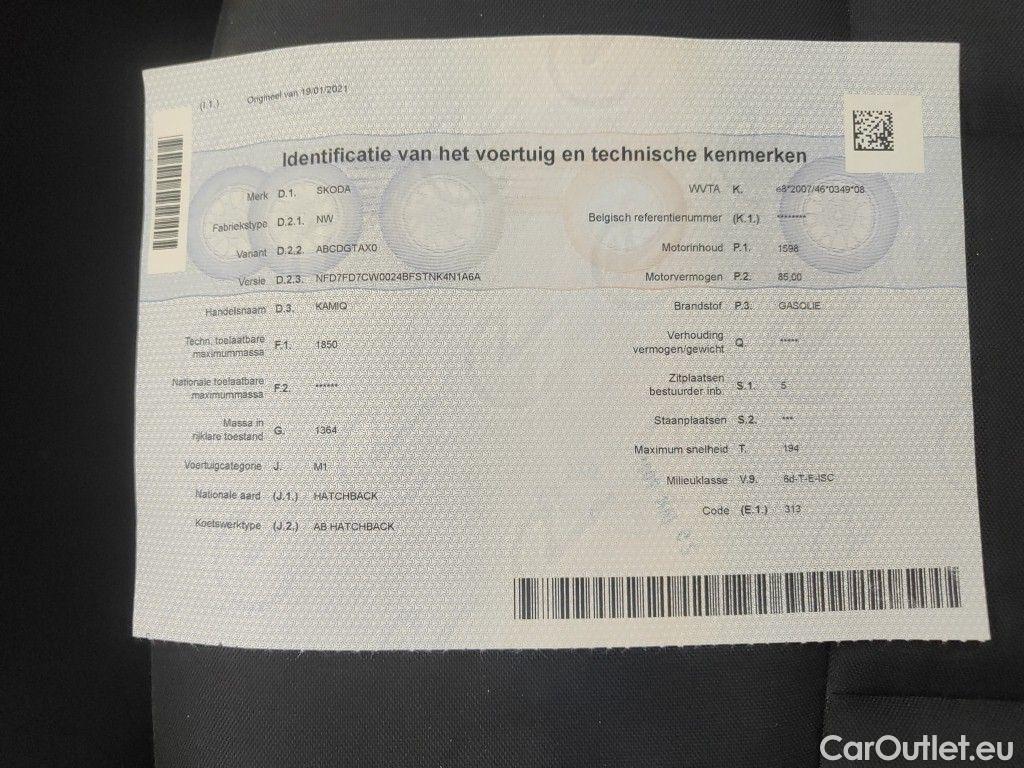 (I.1.) Origineel van 19/01/2021
Identificatie van het voertuig en technische kenmerken
Merk D.1. SKODA
Fabriekstype D.2.1. NW
Variant D.2.2. ABCDGTAX0
Versie D.2.3. NFD7FD7CW0024BFSTNK4N1A6A
Handelsnaam D.3. KAMIQ
Techn. toelaatbare
maximummassa F.1. 1850
Nationale toelaatbare
maximummassa F.2. ******
Massa in
rijklare toestand G. 1364
Voertuigcategorie J. M1
Nationale aard (J.1.) HATCHBACK
Koetswerktype (J.2.) AB HATCHBACK
WVTA K. e8*2007/46*0349*08
Belgisch referentienummer (K.1.) ********
Motorinhoud P.1. 1598
Motorvermogen P.2. 85,00
Brandstof P.3. GASOLIE
Verhouding
vermogen/gewicht Q. *****
Zitplaatsen
bestuurder inb. S.1. 5
Staanplaatsen S.2. ***
Maximum snelheid T. 194
Milieuklasse V.9. 6d-T-E-ISC
Code (E.1.) 313
CarOutlet.eu